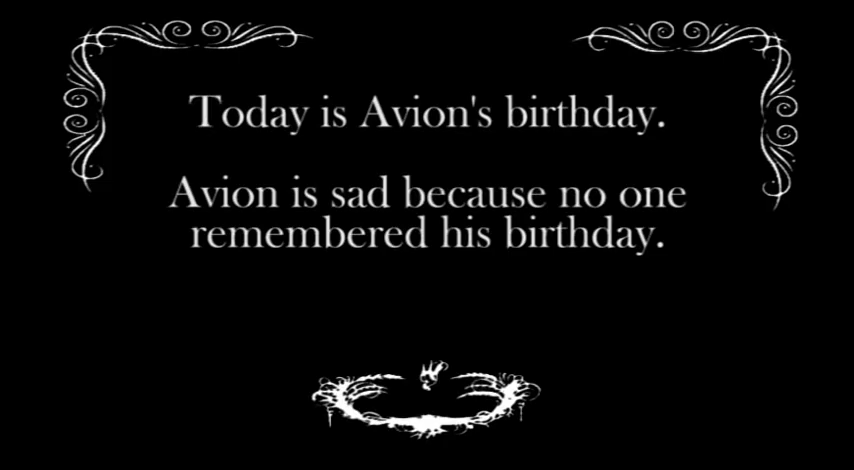 Today is Avion's birthday.
Avion is sad because no one
remembered his birthday.